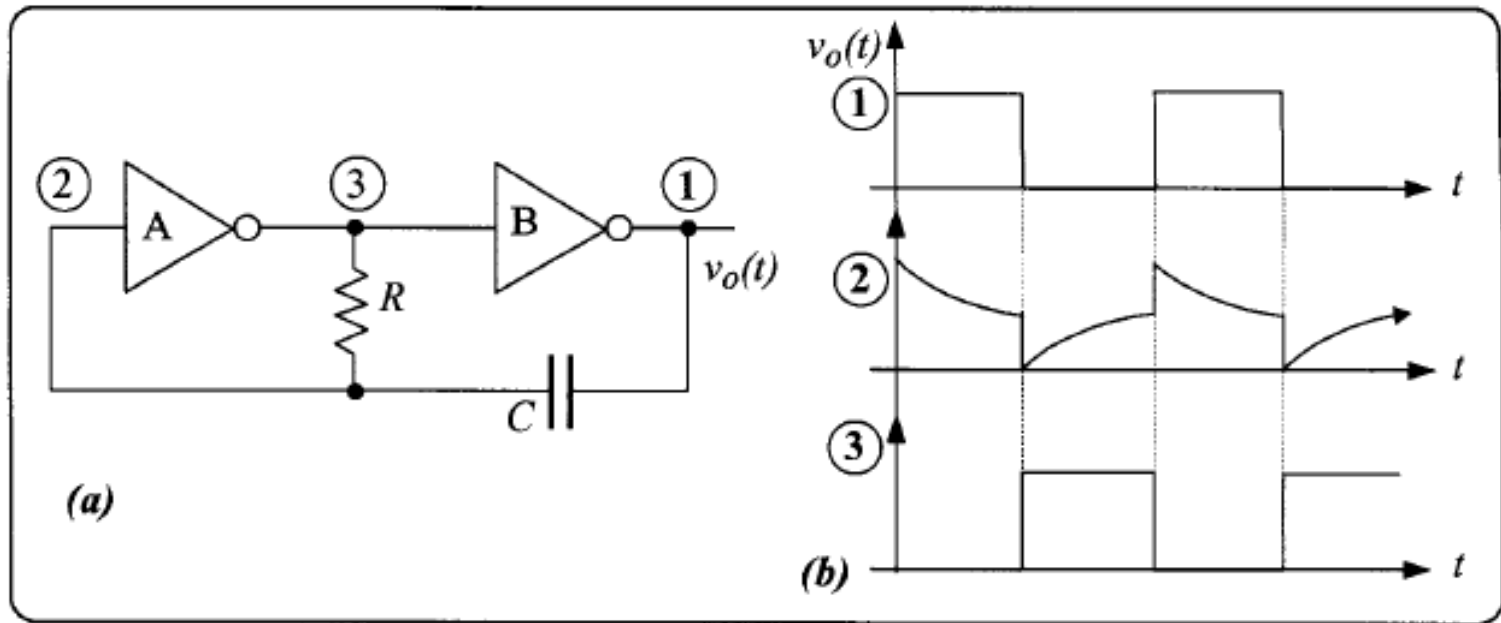 ② A ③ B ①
R
v_o(t)
C
(a)
v_o(t)
①
t
②
t
③
t
(b)